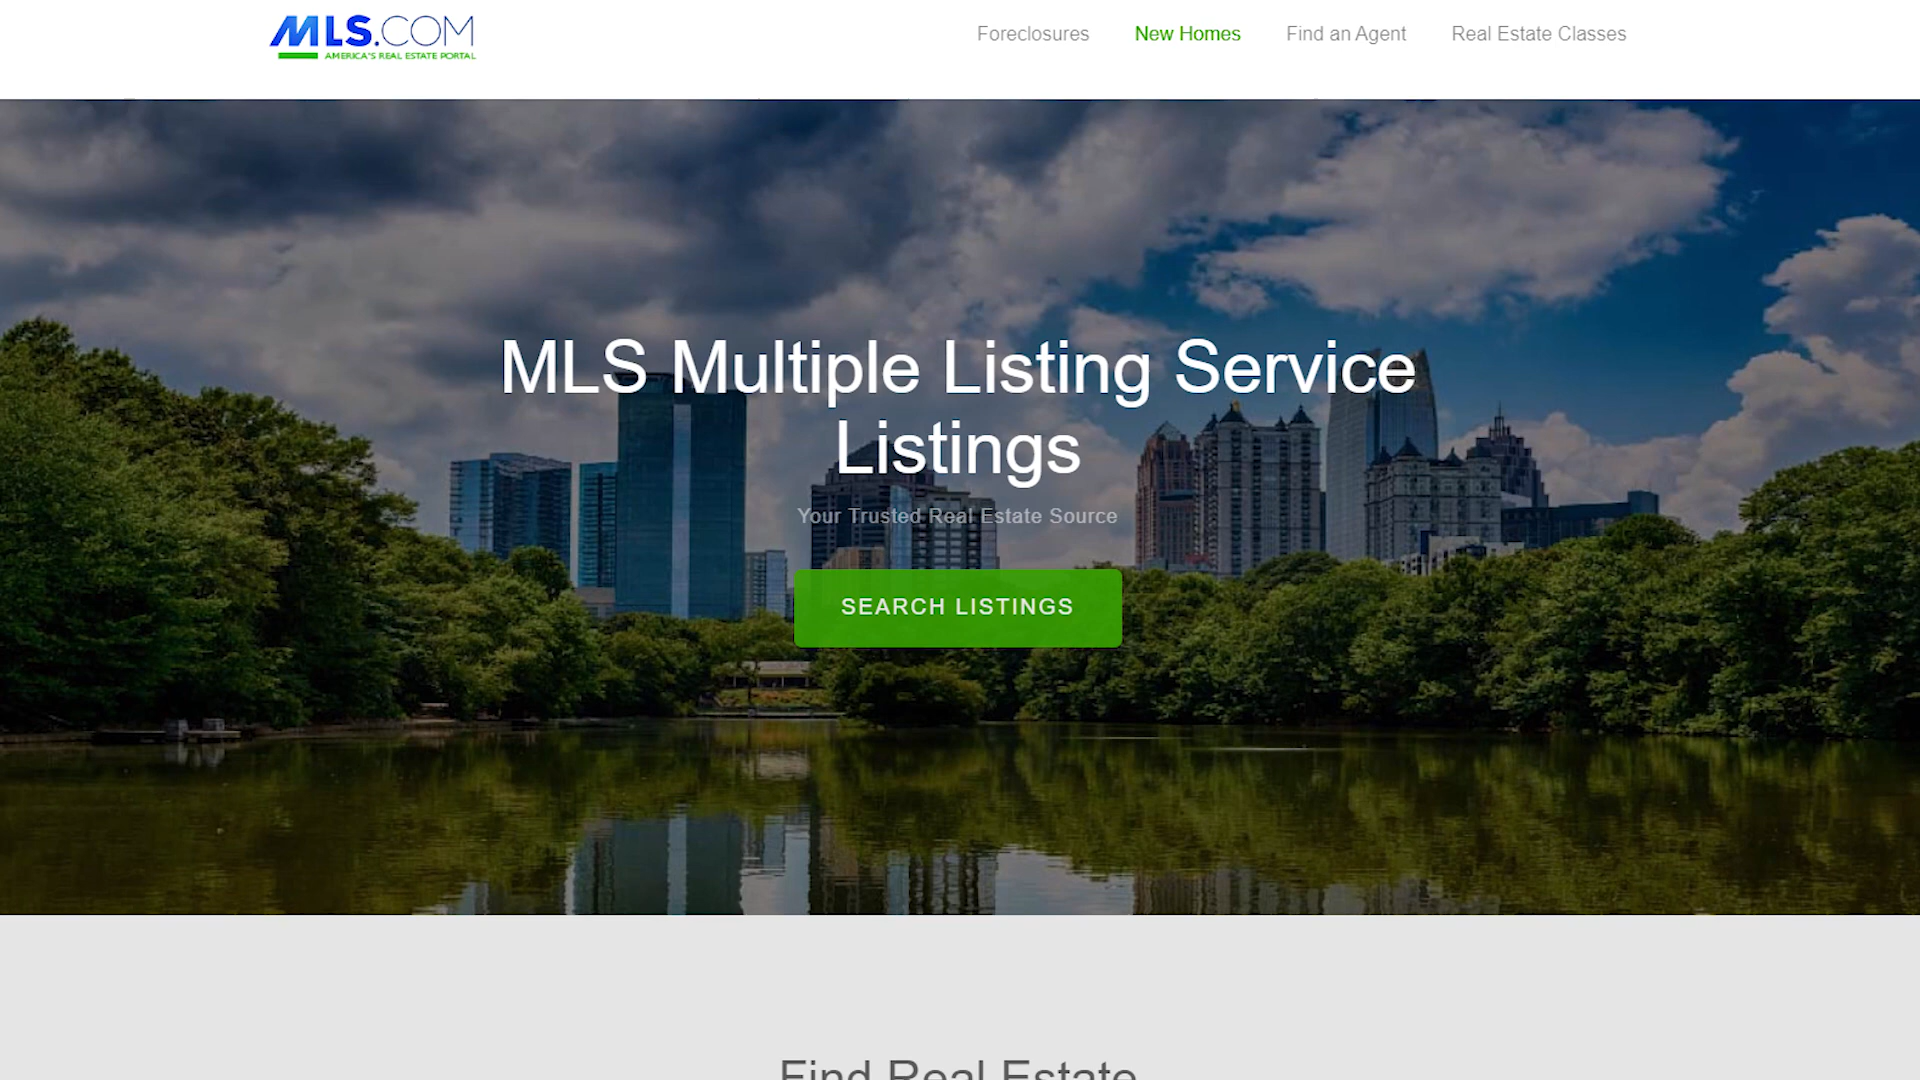 MLS.COM
AMERICA'S REAL ESTATE PORTAL
Foreclosures
New Homes
Find an Agent
Real Estate Classes
MLS Multiple Listing Service
Listings
Your Trusted Real Estate Source
SEARCH LISTINGS
Find Real Estate